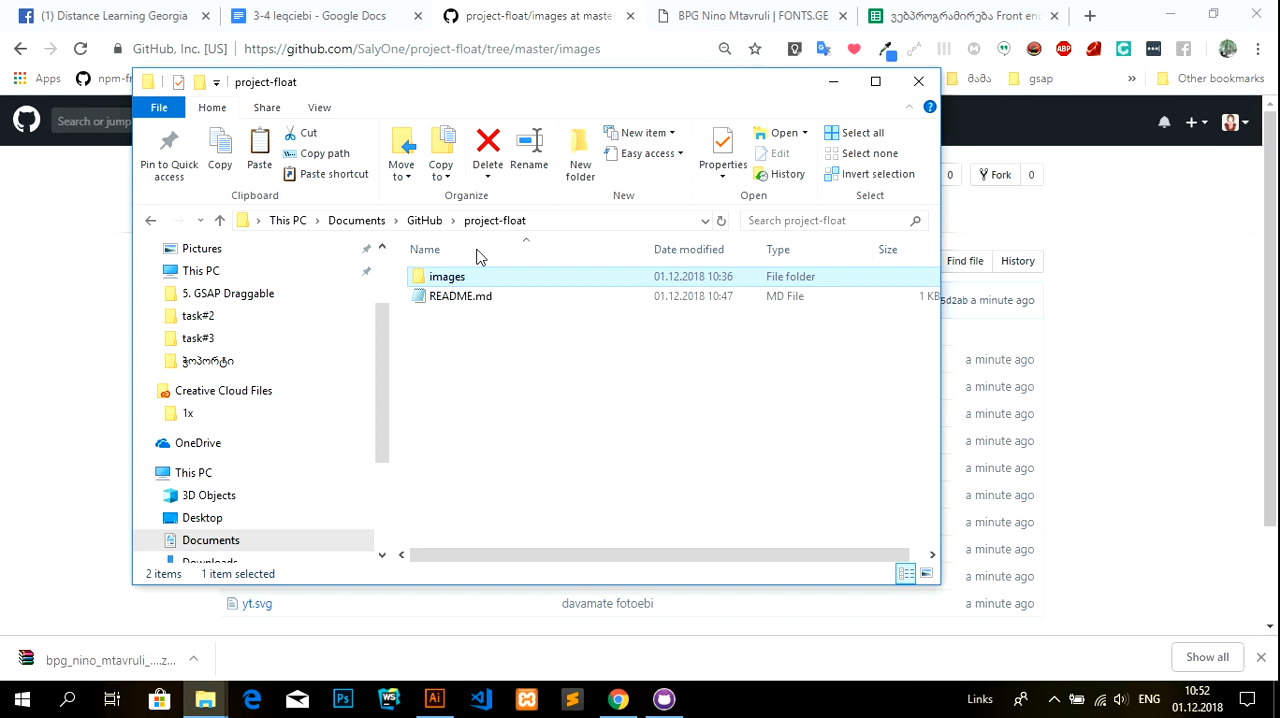 (1) Distance Learning Georgia
3-4 leqciebi - Google Docs
project-float/images at maste
BPG Nino Mtavruli | FONTS.GE
ვებპროგრამირება Front enc
GitHub, Inc. [US]
https://github.com/SalyOne/project-float/tree/master/images
ABP
Apps
npm-fr
მამა
gsap
»
Other bookmarks
project-float
File
Home
Share
View
Search or jump
Pin to Quick access
Copy
Paste
Cut
Copy path
Paste shortcut
Move to
Copy to
Delete
Rename
New folder
New item
Easy access
Properties
Open
Edit
History
Select all
Select none
Invert selection
Clipboard
Organize
New
Open
Select
0
Fork
0
This PC
Documents
GitHub
project-float
Search project-float
Name
Date modified
Type
Size
images
01.12.2018 10:36
File folder
README.md
01.12.2018 10:47
MD File
1 KB
Pictures
This PC
5. GSAP Draggable
task#2
task#3
Creative Cloud Files
1x
OneDrive
This PC
3D Objects
Desktop
Documents
Downloads
2 items
1 item selected
Find file
History
5d2ab a minute ago
a minute ago
a minute ago
a minute ago
a minute ago
a minute ago
a minute ago
a minute ago
a minute ago
a minute ago
yt.svg
davamate fotoebi
a minute ago
bpg_nino_mtavruli_....z...
Show all
Ps
WS
Ai
Links
ENG
10:52
01.12.2018